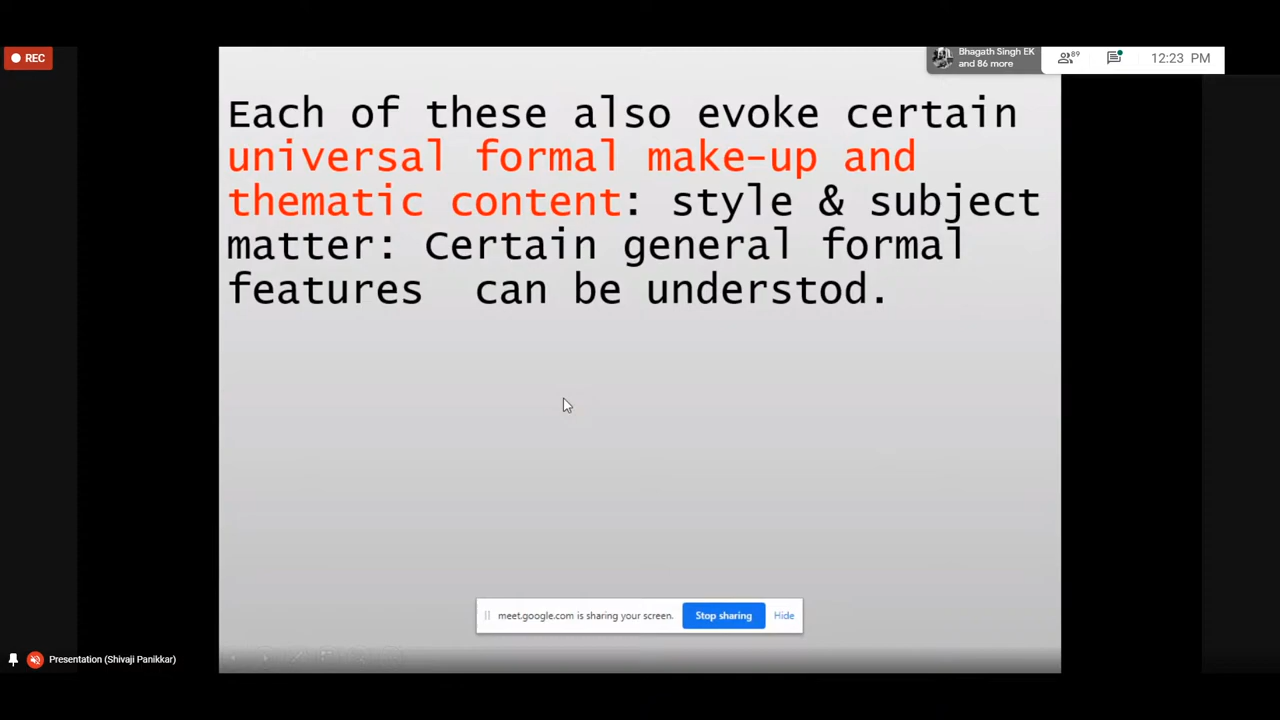 REC
Bhagath Singh EK
and 86 more
89
12:23 PM
Each of these also evoke certain
universal formal make-up and
thematic content: style & subject
matter: Certain general formal
features can be understod.
meet.google.com is sharing your screen.
Stop sharing
Hide
Presentation (Shivaji Panikkar)